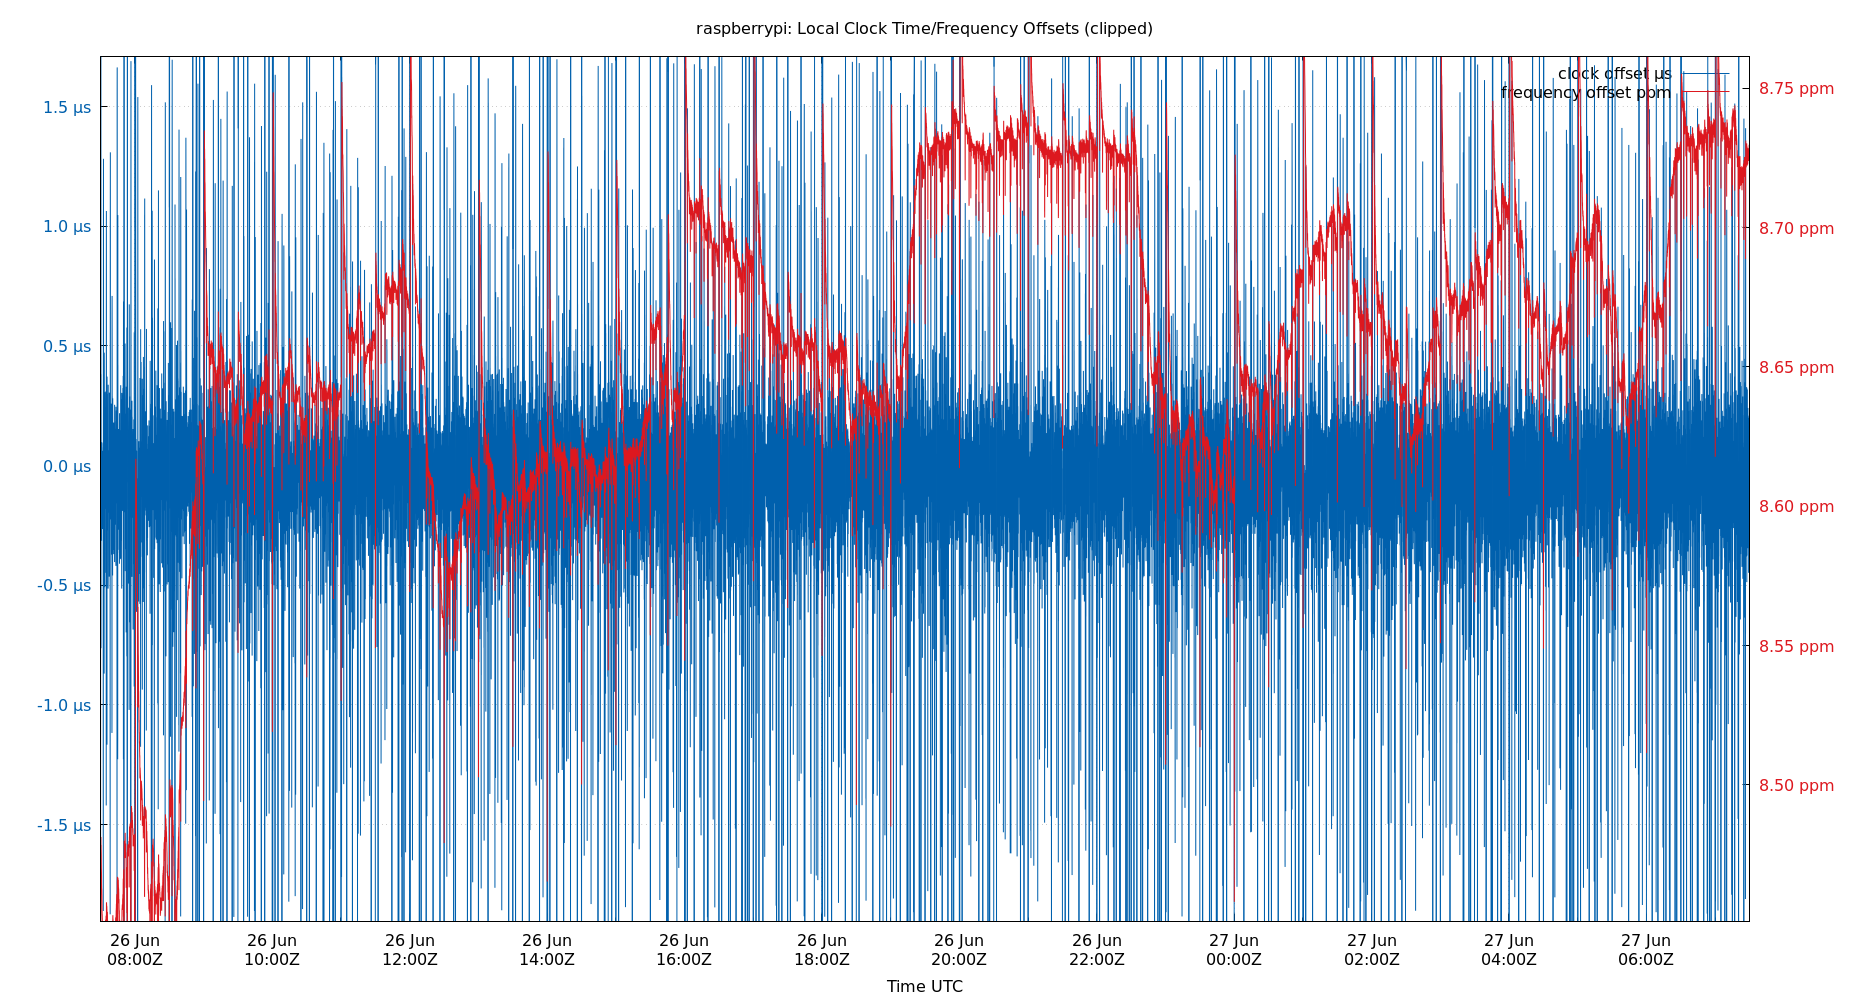 raspberrypi: Local Clock Time/Frequency Offsets (clipped)
clock offset µs
frequency offset ppm
1.5 µs
1.0 µs
0.5 µs
0.0 µs
-0.5 µs
-1.0 µs
-1.5 µs
8.75 ppm
8.70 ppm
8.65 ppm
8.60 ppm
8.55 ppm
8.50 ppm
26 Jun 26 Jun 26 Jun 26 Jun 26 Jun 26 Jun 26 Jun 26 Jun 27 Jun 27 Jun 27 Jun 27 Jun
08:00Z 10:00Z 12:00Z 14:00Z 16:00Z 18:00Z 20:00Z 22:00Z 00:00Z 02:00Z 04:00Z 06:00Z
Time UTC